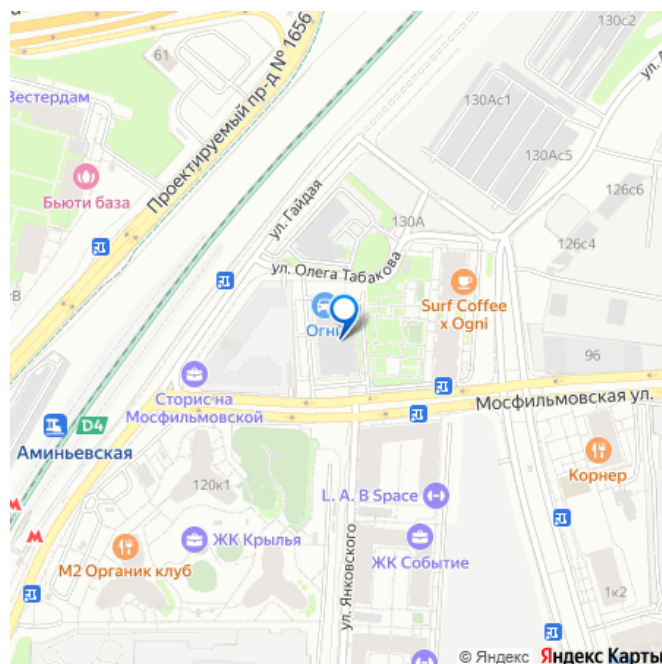 130с2
61
Вестердам
Проектируемый пр-д № 1656
130Ас1
130Ас5
Бьюти база
ул. Гайдая
130А
126с6
126с4
ул. Олега Табакова
Surf Coffee
x Ogni
Огни
96
Сторис на
Мосфильмовской
Мосфильмовская ул.
D4
Аминьевская
Корнер
120к1
L. A. B Space
ЖК Крылья
ЖК Событие
М2 Органик клуб
ул. Янковского
1к2
© Яндекс Яндекс Карты